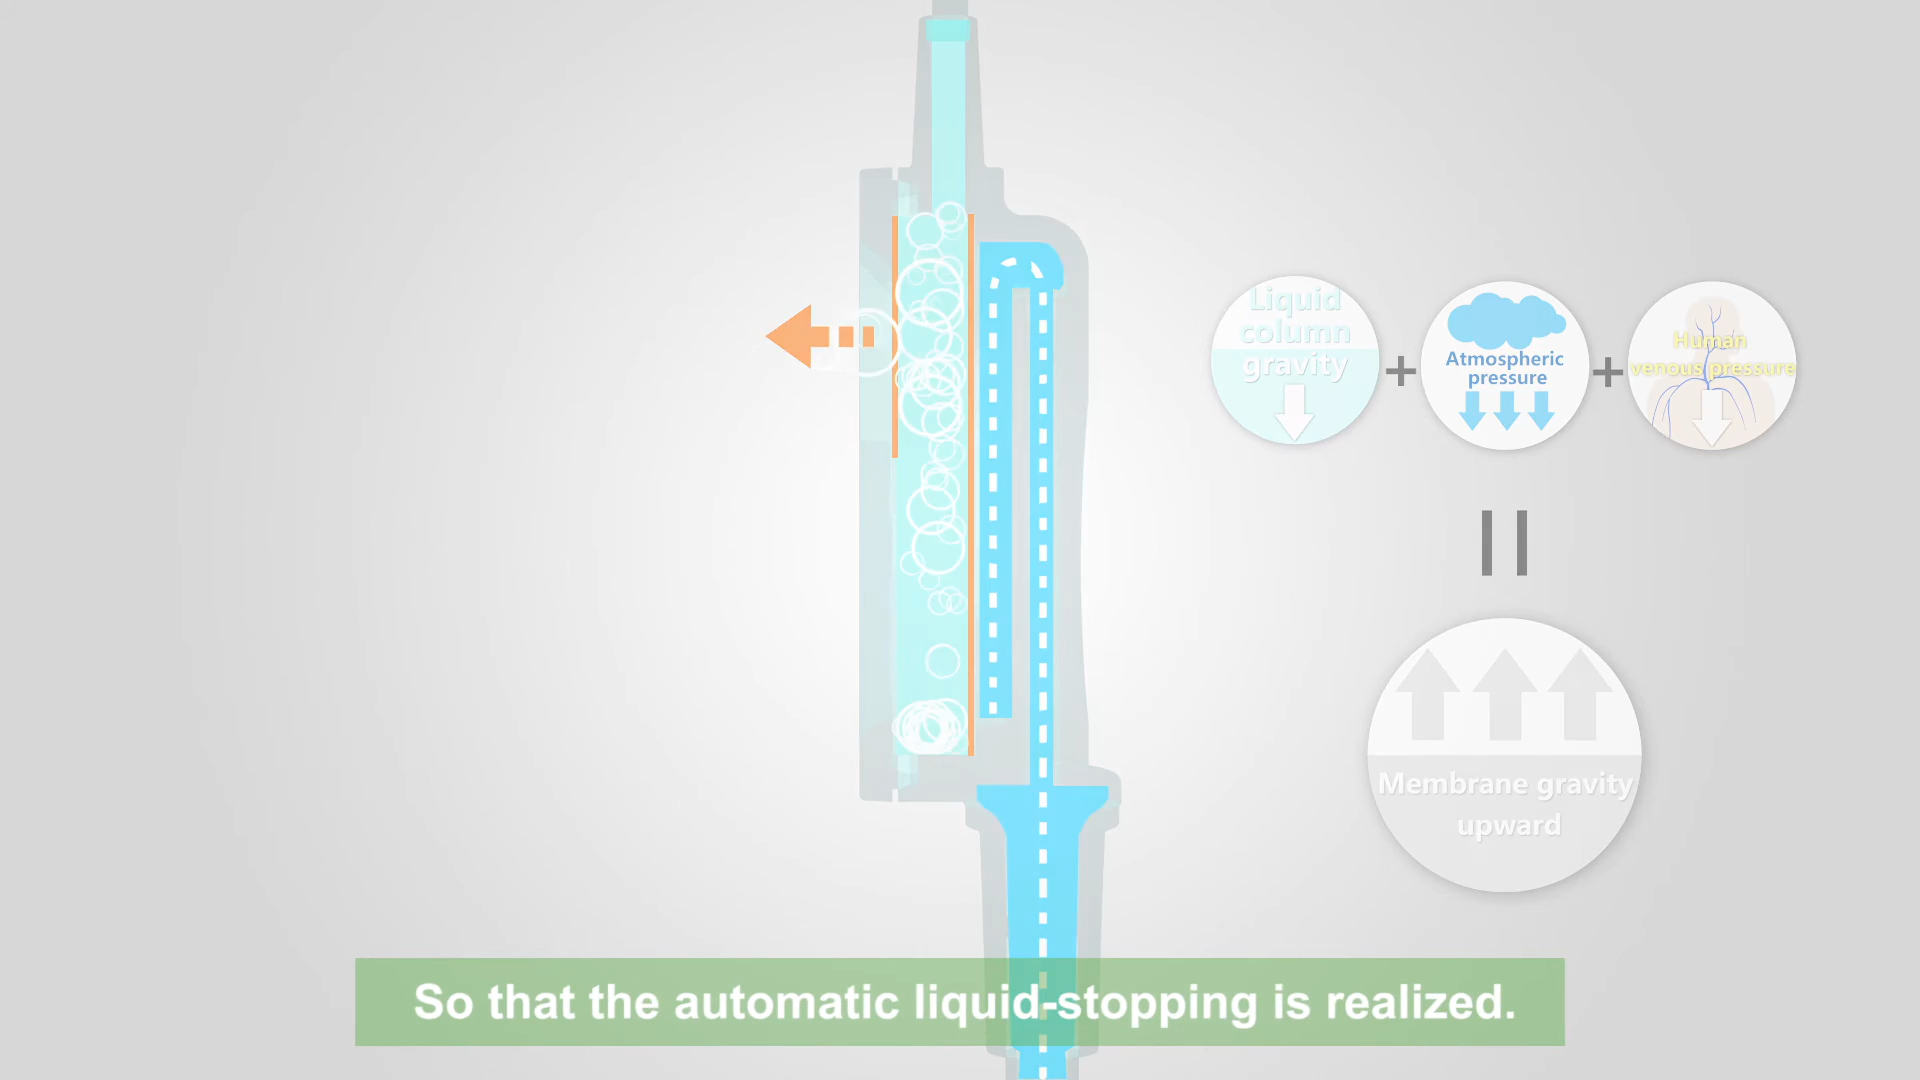 Liquid
column
gravity
+
Atmospheric
pressure
+
Human
venous pressure
Membrane gravity
upward
So that the automatic liquid-stopping is realized.